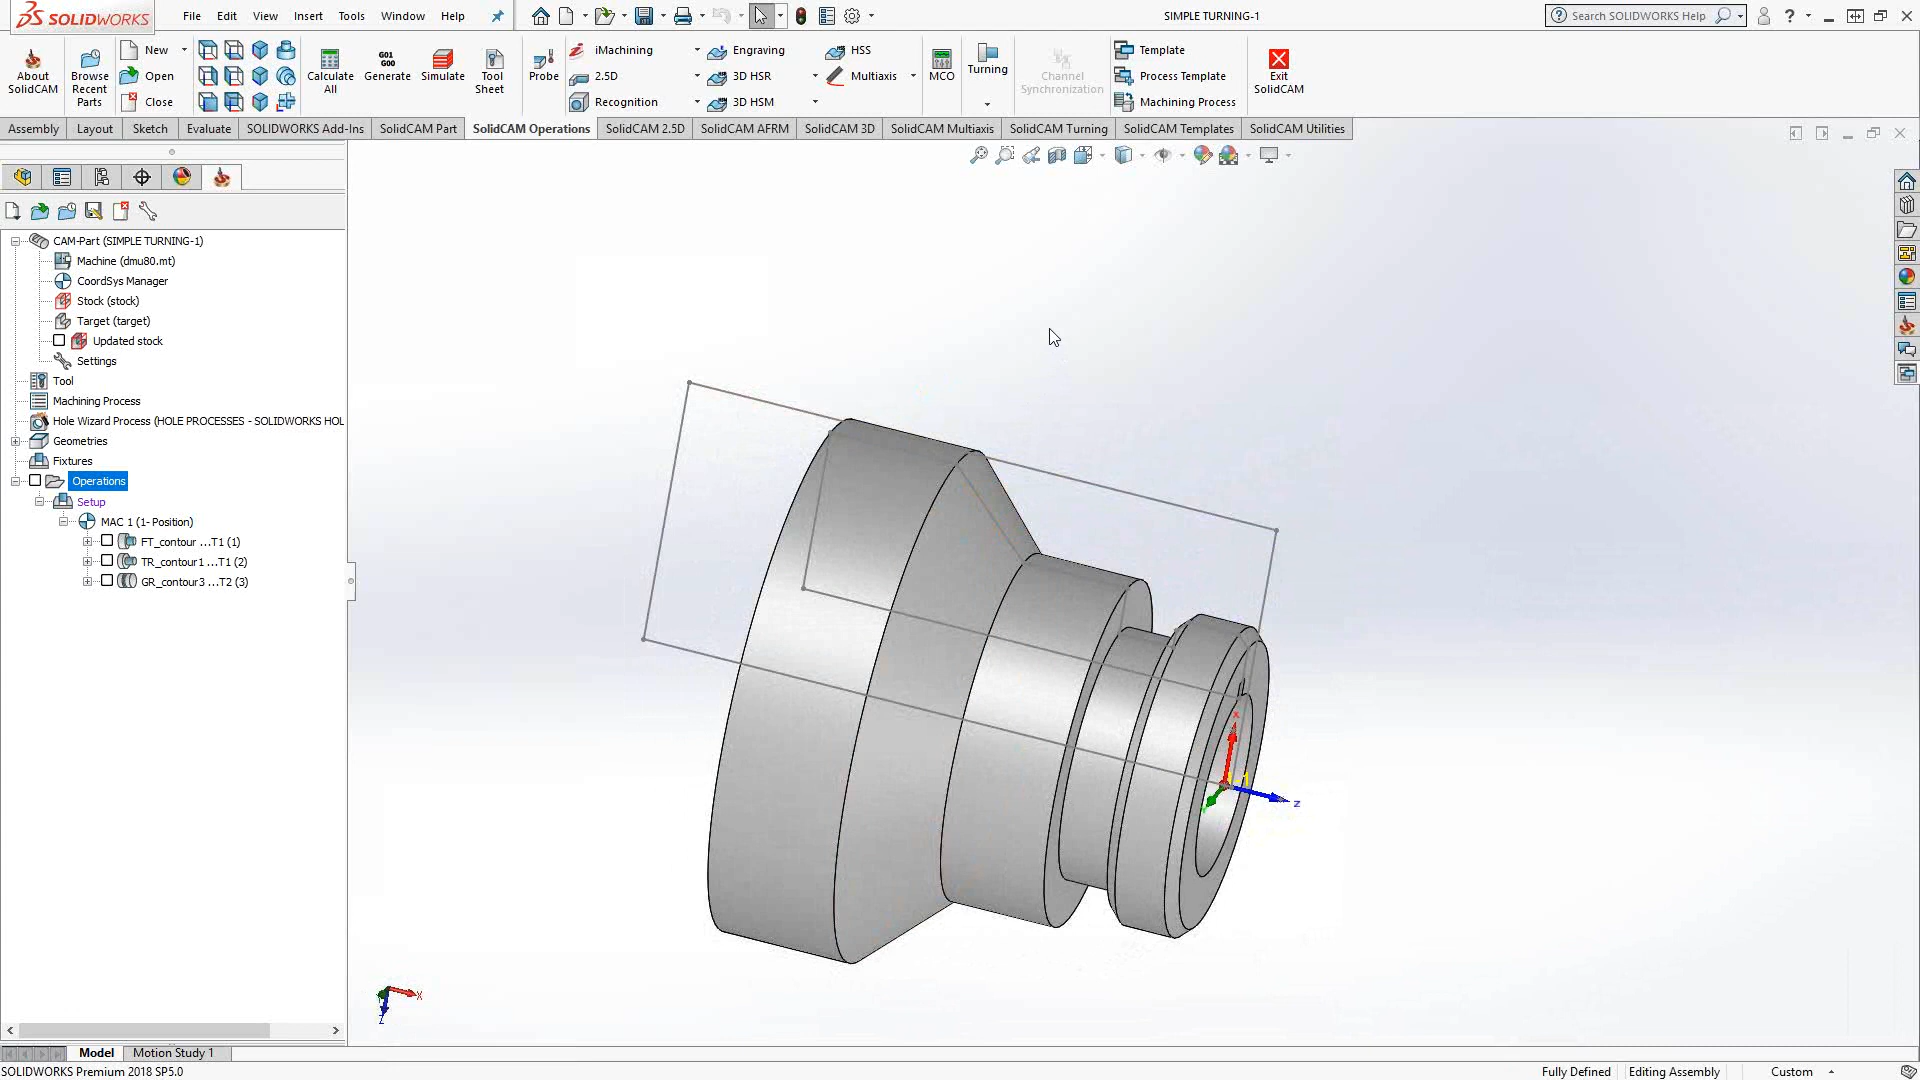 SOLIDWORKS File Edit View Insert Tools Window Help SIMPLE TURNING-1 Search SOLIDWORKS Help
About SolidCAM
Browse Recent Parts
New
Open
Close
Calculate All
G01 G00
Generate
Simulate
Tool Sheet
Probe
iMachining
2.5D
Recognition
Engraving
3D HSR
3D HSM
HSS
Multiaxis
MCO
Turning
Channel Synchronization
Template
Process Template
Machining Process
Exit SolidCAM
Assembly Layout Sketch Evaluate SOLIDWORKS Add-Ins SolidCAM Part SolidCAM Operations SolidCAM 2.5D SolidCAM AFRM SolidCAM 3D SolidCAM Multiaxis SolidCAM Turning SolidCAM Templates SolidCAM Utilities
CAM-Part (SIMPLE TURNING-1)
Machine (dmu80.mt)
CoordSys Manager
Stock (stock)
Target (target)
Updated stock
Settings
Tool
Machining Process
Hole Wizard Process (HOLE PROCESSES - SOLIDWORKS HOL
Geometries
Fixtures
Operations
Setup
MAC 1 (1- Position)
FT_contour ...T1 (1)
TR_contour1 ...T1 (2)
GR_contour3 ...T2 (3)
X
Z
X
Z
Model Motion Study 1
SOLIDWORKS Premium 2018 SP5.0 Fully Defined Editing Assembly Custom